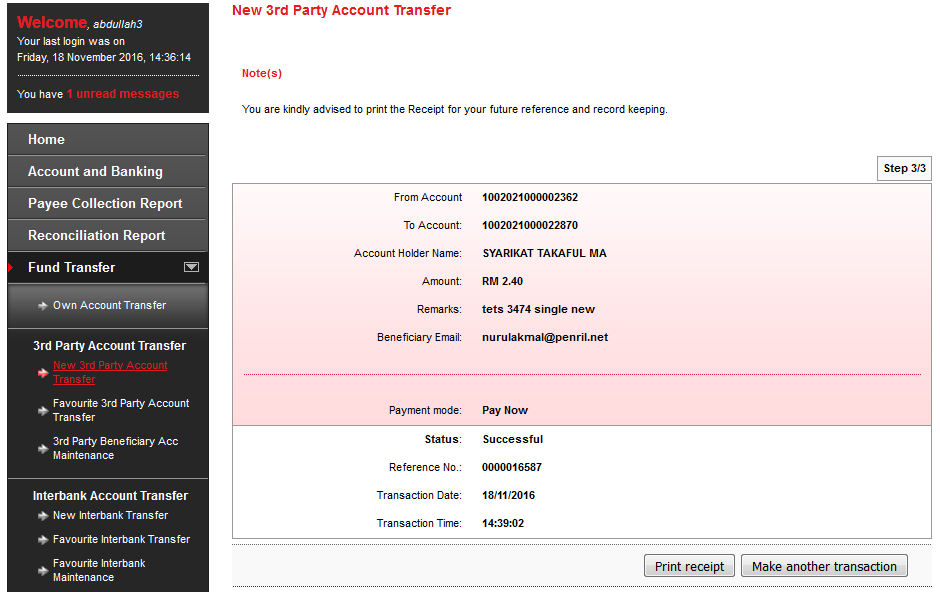 Welcome, abdullah3
Your last login was on
Friday, 18 November 2016, 14:36:14
You have 1 unread messages
Home
Account and Banking
Payee Collection Report
Reconciliation Report
Fund Transfer
Own Account Transfer
3rd Party Account Transfer
New 3rd Party Account
Transfer
Favourite 3rd Party Account
Transfer
3rd Party Beneficiary Acc
Maintenance
Interbank Account Transfer
New Interbank Transfer
Favourite Interbank Transfer
Favourite Interbank
Maintenance
New 3rd Party Account Transfer
Note(s)
You are kindly advised to print the Receipt for your future reference and record keeping.
Step 3/3
From Account 1002021000002362
To Account: 1002021000022870
Account Holder Name: SYARIKAT TAKAFUL MA
Amount: RM 2.40
Remarks: tets 3474 single new
Beneficiary Email: nurulakmal@penril.net
Payment mode: Pay Now
Status: Successful
Reference No.: 0000016587
Transaction Date: 18/11/2016
Transaction Time: 14:39:02
Print receipt Make another transaction